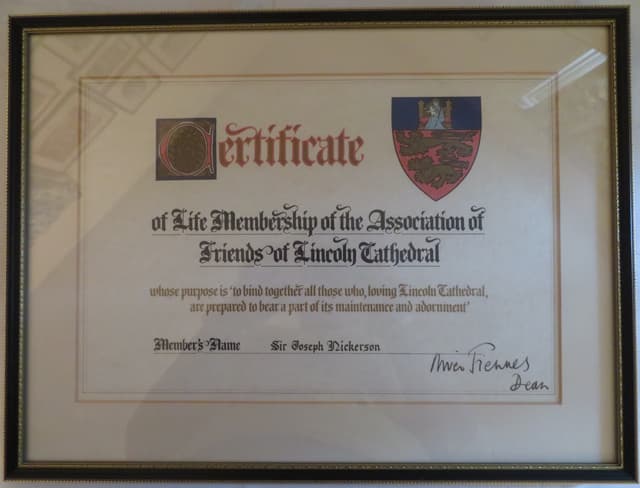 Certificate
of Life Membership of the Association of
Friends of Lincoln Cathedral
whose purpose is 'to bind together all those who, loving Lincoln Cathedral,
are prepared to bear a part of its maintenance and adornment'
Member's Name Sir Joseph Nickerson
Fiennes
Dean